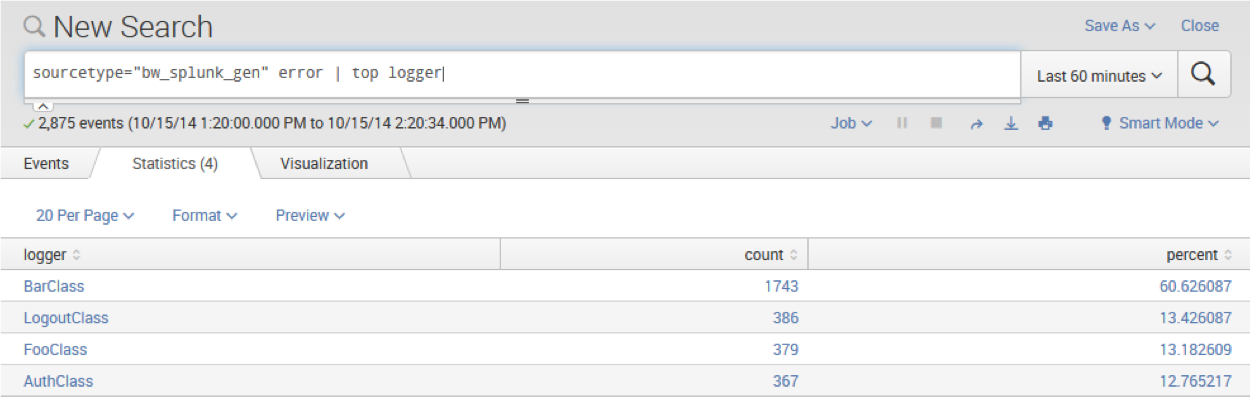 New Search
Save As Close
sourcetype="bw_splunk_gen" error | top logger
Last 60 minutes
2,875 events (10/15/14 1:20:00.000 PM to 10/15/14 2:20:34.000 PM)
Job Smart Mode
Events Statistics (4) Visualization
20 Per Page Format Preview
logger count percent
BarClass 1743 60.626087
LogoutClass 386 13.426087
FooClass 379 13.182609
AuthClass 367 12.765217